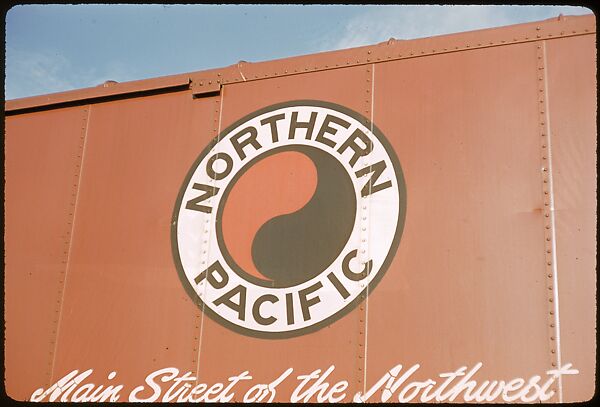 NORTHERN
PACIFIC
Main Street of the Northwest